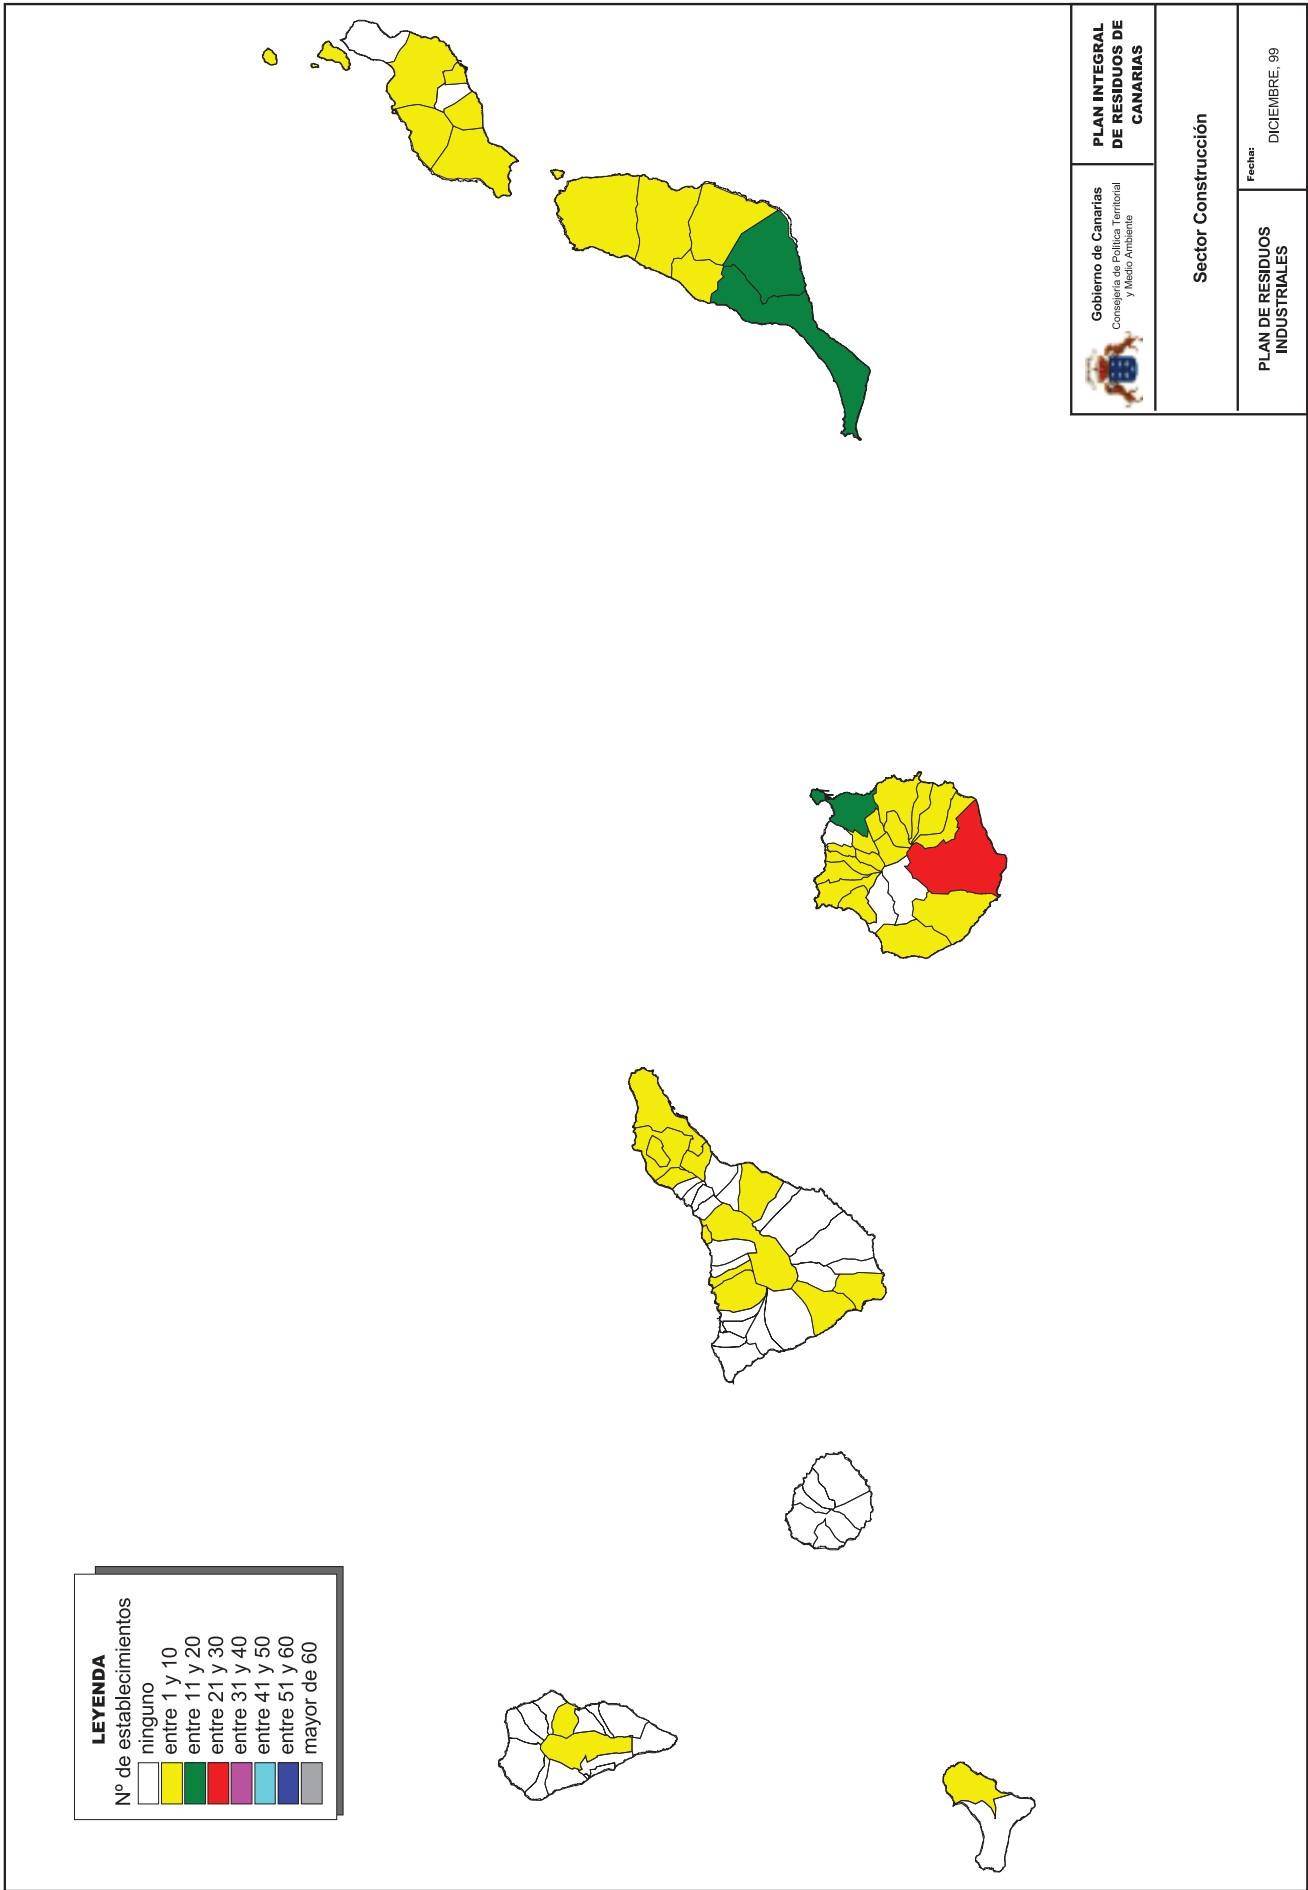 LEYENDA
Nº de establecimientos
ninguno
entre 1 y 10
entre 11 y 20
entre 21 y 30
entre 31 y 40
entre 41 y 50
entre 51 y 60
mayor de 60
Gobierno de Canarias
Consejería de Política Territorial
y Medio Ambiente
PLAN INTEGRAL
DE RESIDUOS DE
CANARIAS
Sector Construcción
PLAN DE RESIDUOS
INDUSTRIALES
Fecha:
DICIEMBRE, 99